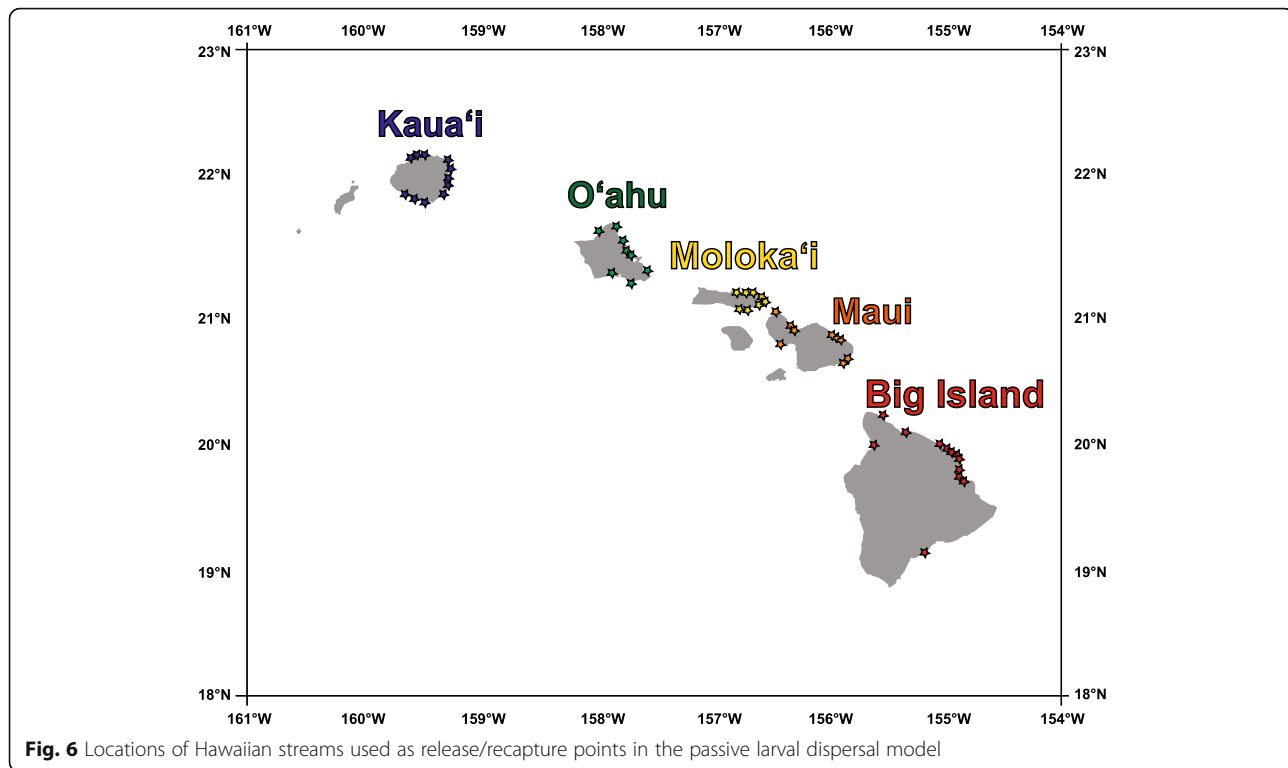 161°W 160°W 159°W 158°W 157°W 156°W 155°W 154°W
23°N 23°N
Kaua‘i
22°N 22°N
O‘ahu
Moloka‘i
Maui
21°N 21°N
Big Island
20°N 20°N
19°N 19°N
18°N 18°N
161°W 160°W 159°W 158°W 157°W 156°W 155°W 154°W
Fig. 6 Locations of Hawaiian streams used as release/recapture points in the passive larval dispersal model